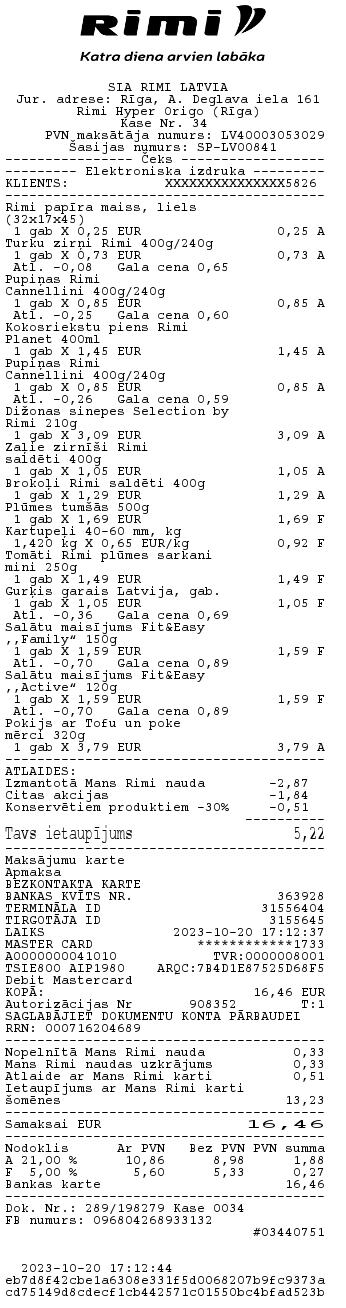 Rimi
Katra diena arvien labāka
SIA RIMI LATVIA
Jur. adrese: Rīga, A. Deglava iela 161
Rimi Hyper Origo (Rīga)
Kase Nr. 34
PVN maksātāja numurs: LV40003053029
Šasijas numurs: SP-LV00841
---------------- Čeks ------------------
--------- Elektroniska izdruka ---------
KLIENTS: XXXXXXXXXXXXXXX5826
Rimi papīra maiss, liels
(32x17x45)
1 gab X 0,25 EUR 0,25 A
Turku zirņi Rimi 400g/240g
1 gab X 0,73 EUR 0,73 A
Atl. -0,08 Gala cena 0,65
Pupiņas Rimi
Cannellini 400g/240g
1 gab X 0,85 EUR 0,85 A
Atl. -0,25 Gala cena 0,60
Kokosriekstu piens Rimi
Planet 400ml
1 gab X 1,45 EUR 1,45 A
Pupiņas Rimi
Cannellini 400g/240g
1 gab X 0,85 EUR 0,85 A
Atl. -0,26 Gala cena 0,59
Dižonas sinepes Selection by
Rimi 210g
1 gab X 3,09 EUR 3,09 A
Zaļie zirnīši Rimi
saldēti 400g
1 gab X 1,05 EUR 1,05 A
Brokoļi Rimi saldēti 400g
1 gab X 1,29 EUR 1,29 A
Plūmes tumšās 500g
1 gab X 1,69 EUR 1,69 F
Kartupeļi 40-60 mm, kg
1,420 kg X 0,65 EUR/kg 0,92 F
Tomāti Rimi plūmes sarkani
mini 250g
1 gab X 1,49 EUR 1,49 F
Gurķis garais Latvija, gab.
1 gab X 1,05 EUR 1,05 F
Atl. -0,36 Gala cena 0,69
Salātu maisījums Fit&Easy
,,Family“ 150g
1 gab X 1,59 EUR 1,59 F
Atl. -0,70 Gala cena 0,89
Salātu maisījums Fit&Easy
,,Active“ 120g
1 gab X 1,59 EUR 1,59 F
Atl. -0,70 Gala cena 0,89
Pokijs ar Tofu un poke
mērci 320g
1 gab X 3,79 EUR 3,79 A
ATLAIDES:
Izmantotā Mans Rimi nauda -2,87
Citas akcijas -1,84
Konservētiem produktiem -30% -0,51
Tavs ietaupījums 5,22
Maksājumu karte
Apmaksa
BEZKONTAKTA KARTE
BANKAS KVĪTS NR. 363928
TERMINĀLA ID 31556404
TIRGOTĀJA ID 3155645
LAIKS 2023-10-20 17:12:37
MASTER CARD ************1733
A0000000041010 TVR:0000008001
TSIE800 AIP1980 ARQC:7B4D1E87525D68F5
Debit Mastercard
KOPĀ: 16,46 EUR
Autorizācijas Nr 908352 T:1
SAGLABĀJIET DOKUMENTU KONTA PĀRBAUDEI
RRN: 000716204689
Nopelnītā Mans Rimi nauda 0,33
Mans Rimi naudas uzkrājums 0,33
Atlaide ar Mans Rimi karti 0,51
Ietaupījums ar Mans Rimi karti
šomēnes 13,23
Samaksai EUR 16,46
Nodoklis Ar PVN Bez PVN PVN summa
A 21,00 % 10,86 8,98 1,88
F 5,00 % 5,60 5,33 0,27
Bankas karte 16,46
Dok. Nr.: 289/198279 Kase 0034
FB numurs: 096804268933132
#03440751
2023-10-20 17:12:44
eb7d8f42cbe1a6308e331f5d0068207b9fc9373a
cd75149d8cdecf1cb442571c01550bc4bfad523b